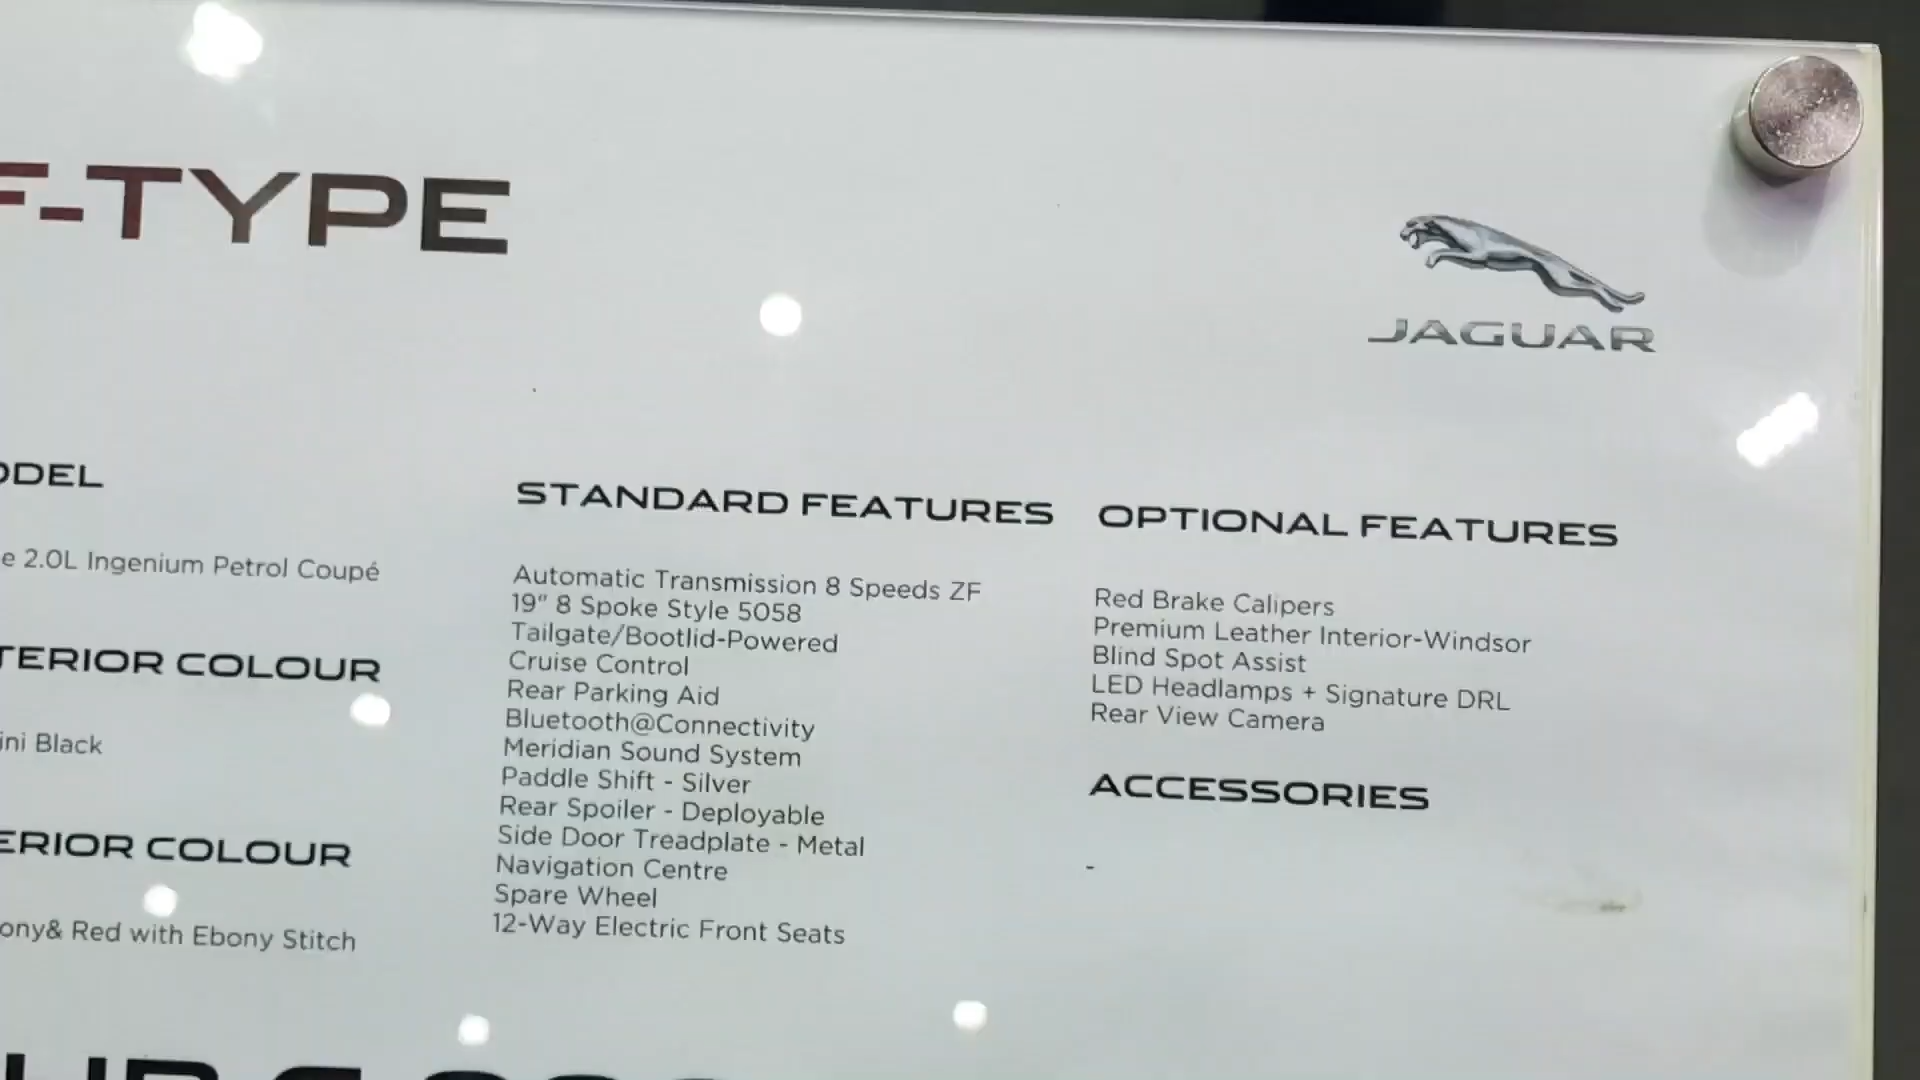 F-TYPE
JAGUAR
ODEL
e 2.0L Ingenium Petrol Coupé
TERIOR COLOUR
ini Black
ERIOR COLOUR
ony& Red with Ebony Stitch
STANDARD FEATURES
Automatic Transmission 8 Speeds ZF
19" 8 Spoke Style 5058
Tailgate/Bootlid-Powered
Cruise Control
Rear Parking Aid
Bluetooth@Connectivity
Meridian Sound System
Paddle Shift - Silver
Rear Spoiler - Deployable
Side Door Treadplate - Metal
Navigation Centre
Spare Wheel
12-Way Electric Front Seats
OPTIONAL FEATURES
Red Brake Calipers
Premium Leather Interior-Windsor
Blind Spot Assist
LED Headlamps + Signature DRL
Rear View Camera
ACCESSORIES
-